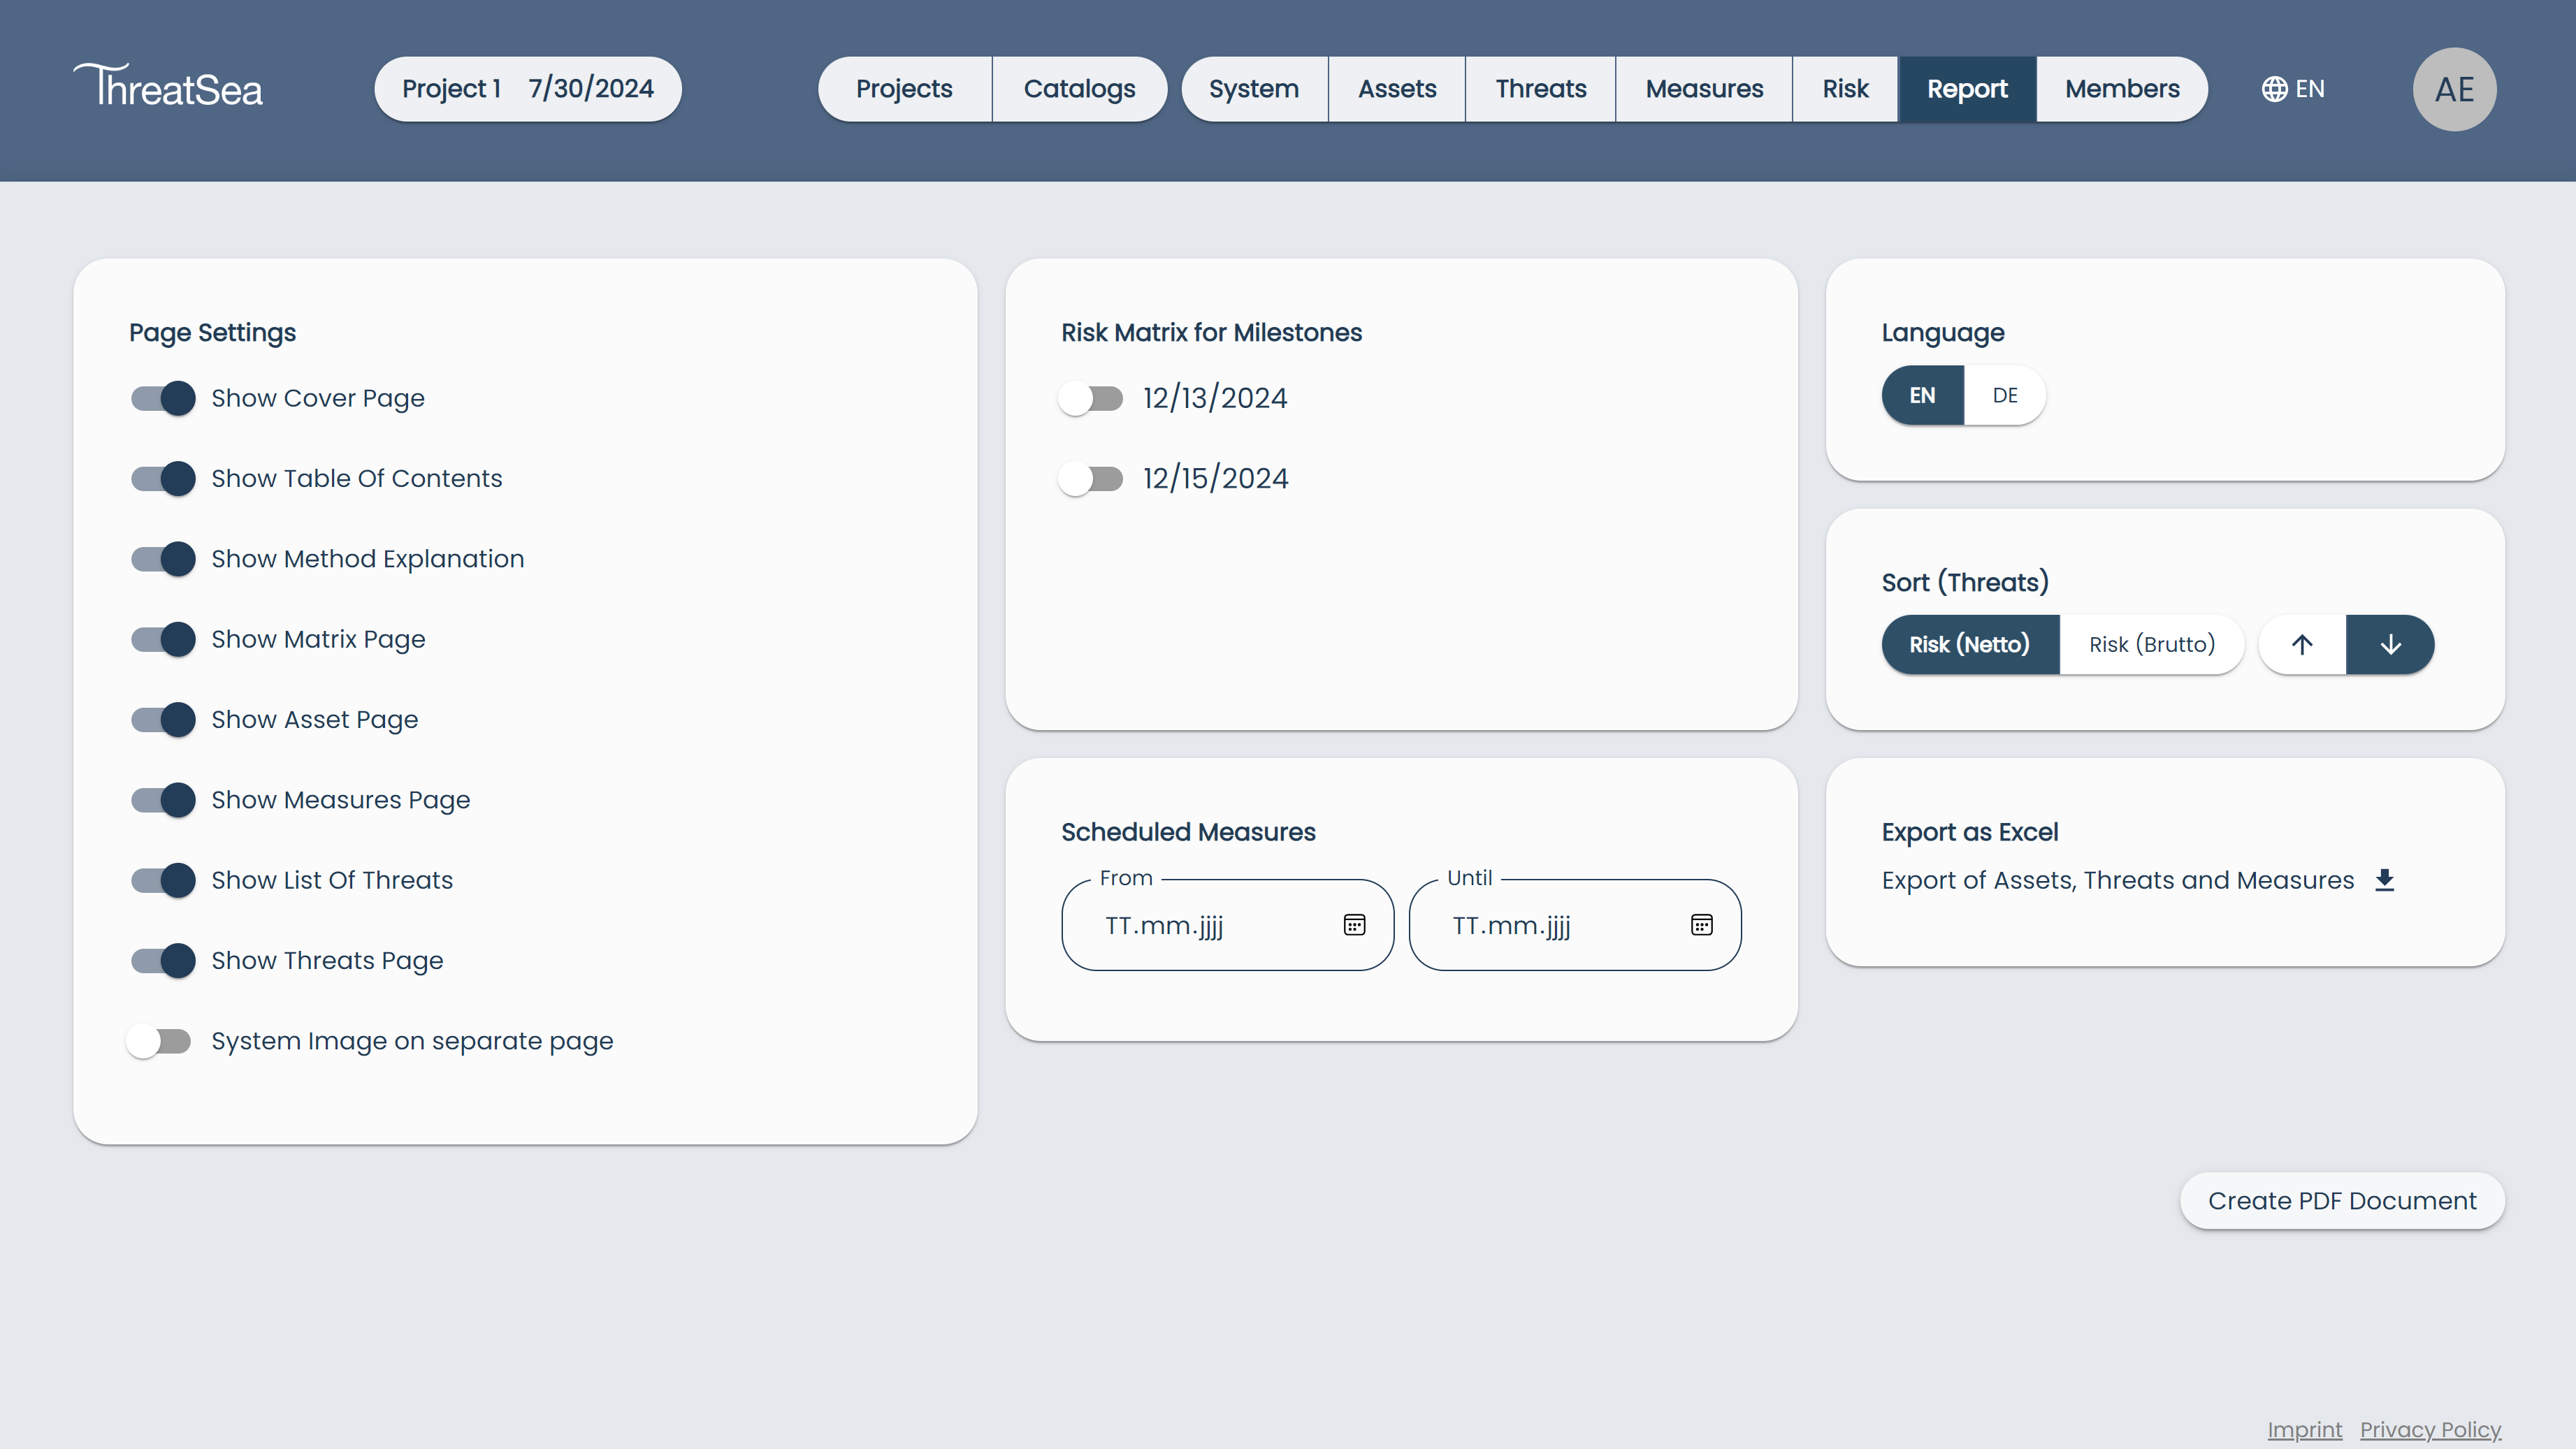 ThreatSea
Project 1 7/30/2024
Projects Catalogs System Assets Threats Measures Risk Report Members
EN
AE
Page Settings
Show Cover Page
Show Table Of Contents
Show Method Explanation
Show Matrix Page
Show Asset Page
Show Measures Page
Show List Of Threats
Show Threats Page
System Image on separate page
Risk Matrix for Milestones
12/13/2024
12/15/2024
Scheduled Measures
From Until
TT.mm.jjjj TT.mm.jjjj
Language
EN DE
Sort (Threats)
Risk (Netto) Risk (Brutto)
Export as Excel
Export of Assets, Threats and Measures
Create PDF Document
Imprint Privacy Policy